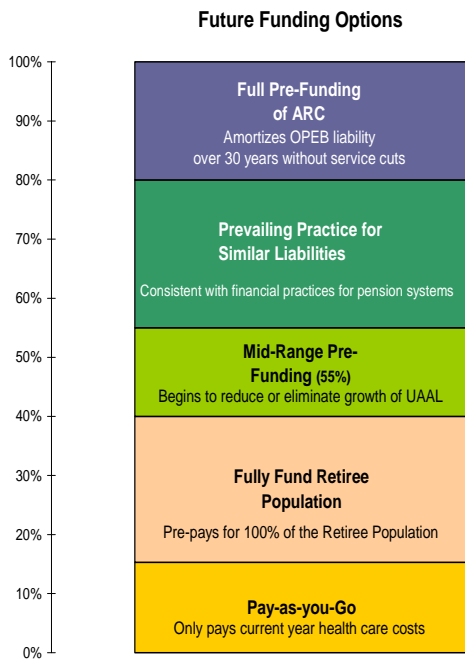 Future Funding Options
100%
90%
80%
70%
60%
50%
40%
30%
20%
10%
0%
Full Pre-Funding
of ARC
Amortizes OPEB liability
over 30 years without service cuts
Prevailing Practice for
Similar Liabilities
Consistent with financial practices for pension systems
Mid-Range Pre-
Funding (55%)
Begins to reduce or eliminate growth of UAAL
Fully Fund Retiree
Population
Pre-pays for 100% of the Retiree Population
Pay-as-you-Go
Only pays current year health care costs